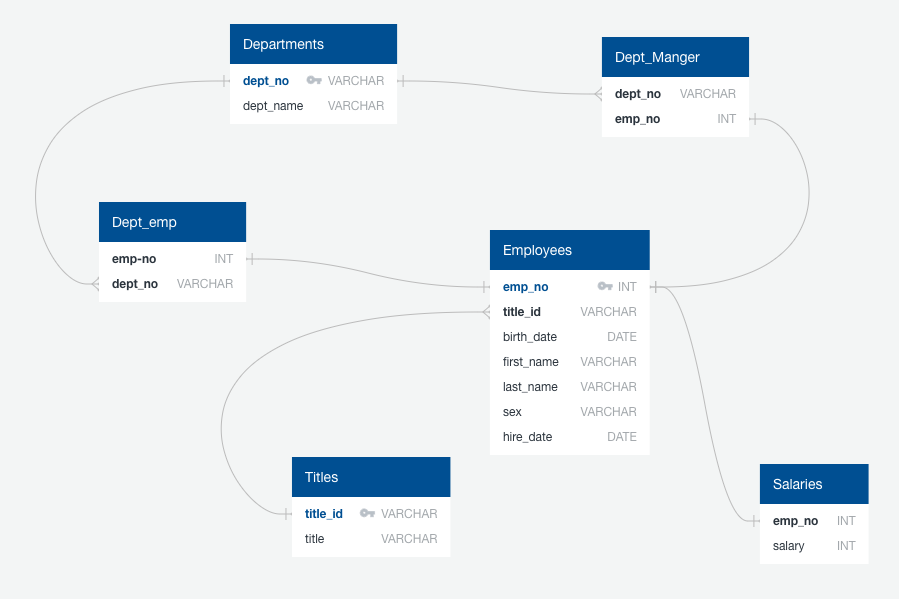 Departments
dept_no VARCHAR
dept_name VARCHAR
Dept_Manger
dept_no VARCHAR
emp_no INT
Dept_emp
emp-no INT
dept_no VARCHAR
Employees
emp_no INT
title_id VARCHAR
birth_date DATE
first_name VARCHAR
last_name VARCHAR
sex VARCHAR
hire_date DATE
Titles
title_id VARCHAR
title VARCHAR
Salaries
emp_no INT
salary INT